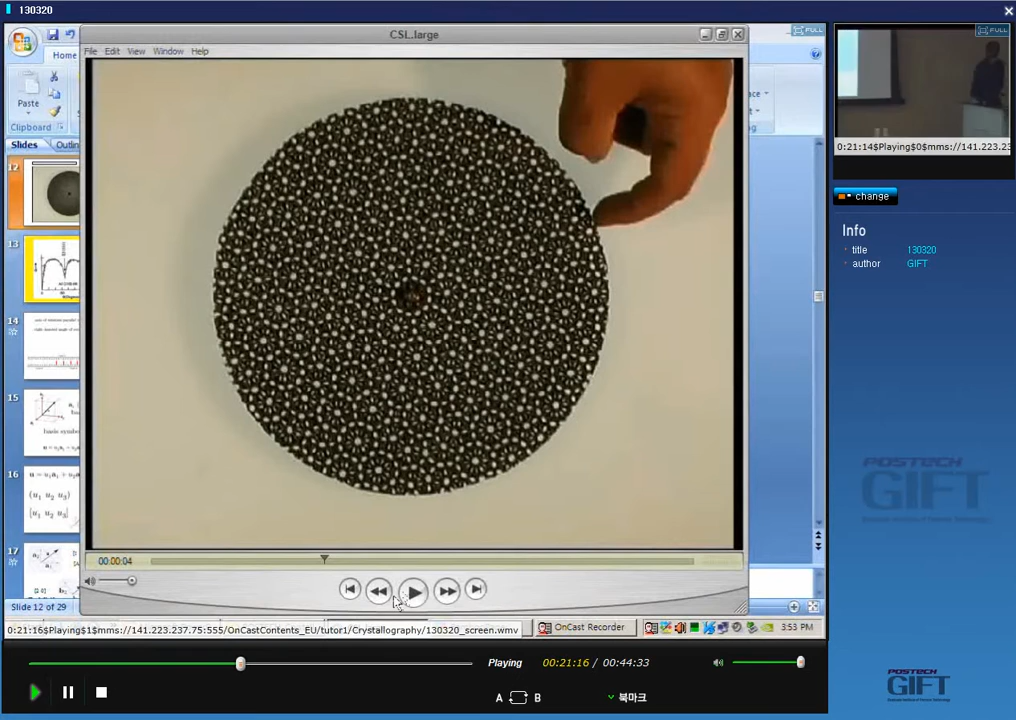 130320
FULL
CSL.large
File Edit View Window Help
Home
Paste
Clipboard
Slides Outlin
12
13
14
15
16
17
00:00:04
Slide 12 of 29
0:21:16$Playing$1$mms://141.223.237.75:555/OnCastContents_EU/tutor1/Crystallography/130320_screen.wmv
OnCast Recorder
3:53 PM
Playing 00:21:16 / 00:44:33
A B 북마크
FULL
0:21:14$Playing$0$mms://141.223.23
change
Info
title 130320
author GIFT
POSTECH
GIFT
POSTECH
GIFT